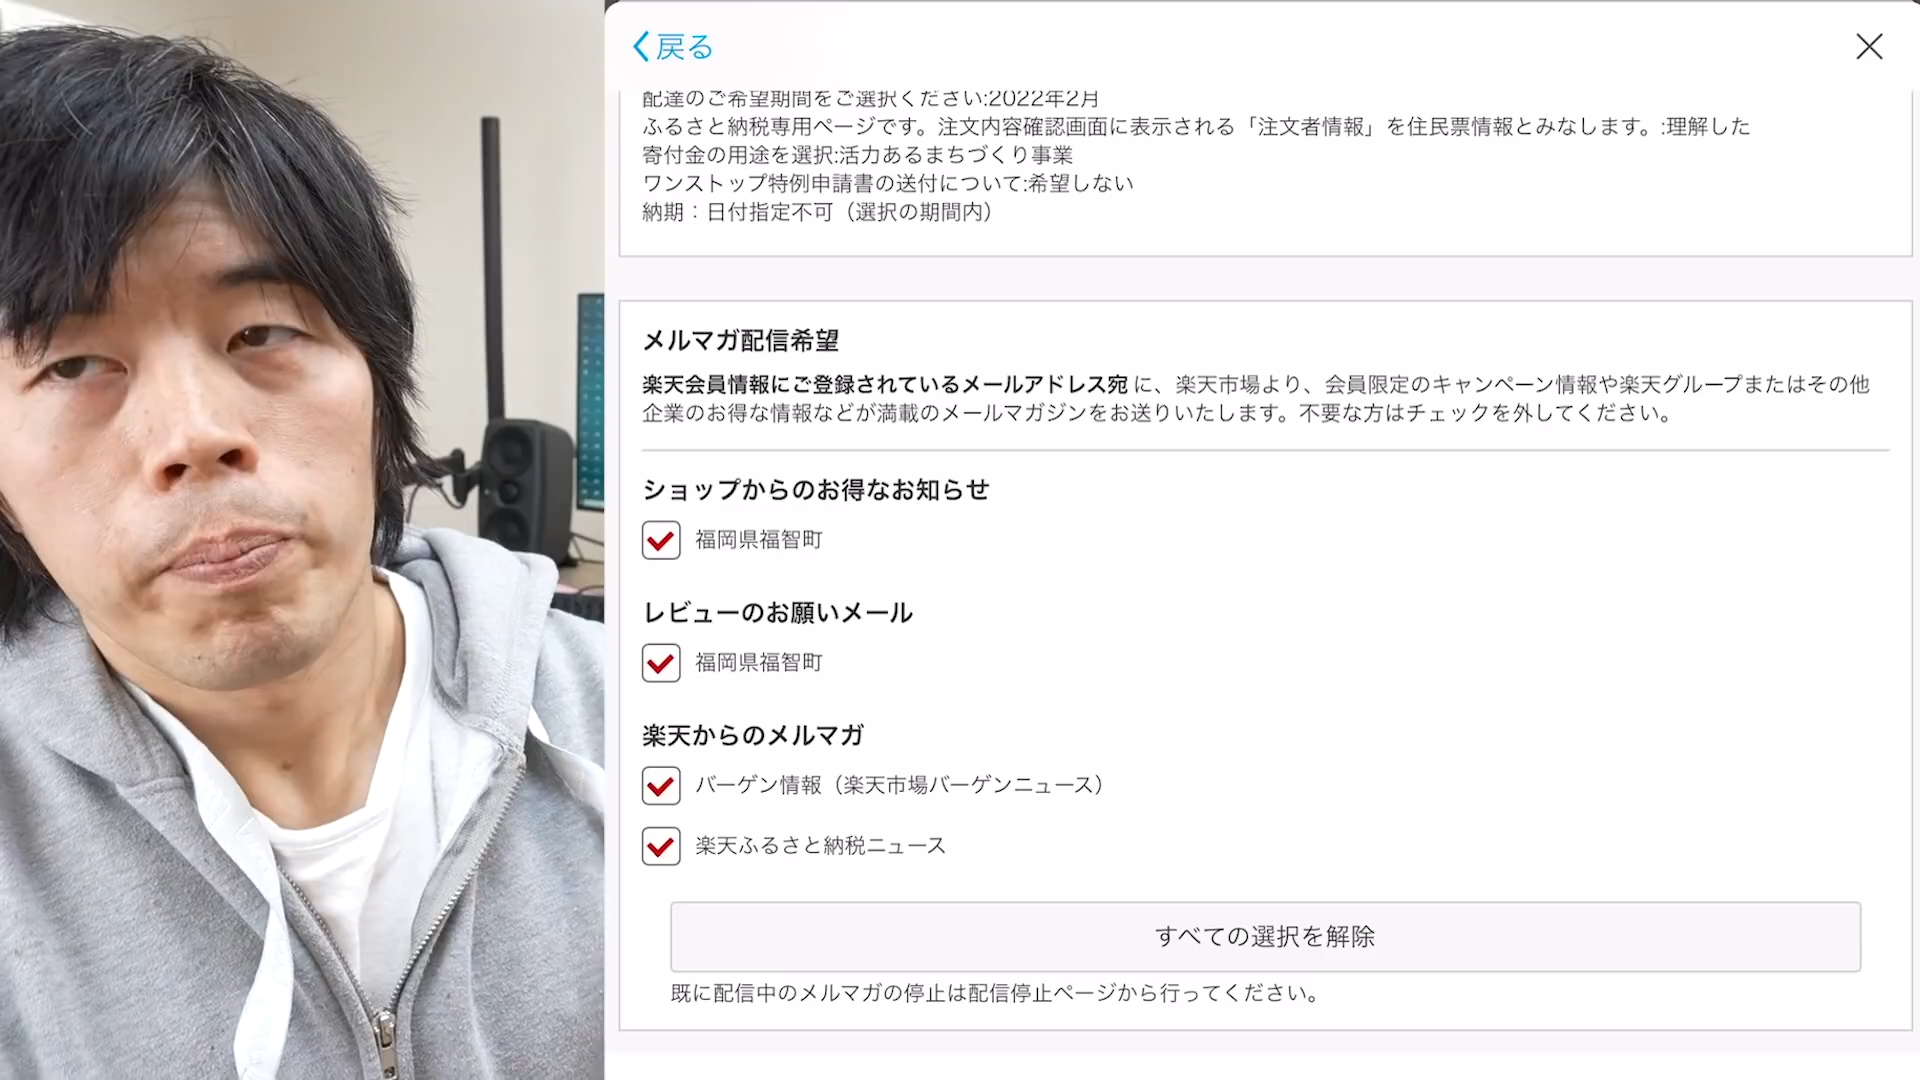 戻る
配達のご希望期間をご選択ください:2022年2月
ふるさと納税専用ページです。注文内容確認画面に表示される「注文者情報」を住民票情報とみなします。:理解した
寄付金の用途を選択:活力あるまちづくり事業
ワンストップ特例申請書の送付について:希望しない
納期：日付指定不可（選択の期間内）
メルマガ配信希望
楽天会員情報にご登録されているメールアドレス宛 に、楽天市場より、会員限定のキャンペーン情報や楽天グループまたはその他
企業のお得な情報などが満載のメールマガジンをお送りいたします。不要な方はチェックを外してください。
ショップからのお得なお知らせ
福岡県福智町
レビューのお願いメール
福岡県福智町
楽天からのメルマガ
バーゲン情報（楽天市場バーゲンニュース）
楽天ふるさと納税ニュース
すべての選択を解除
既に配信中のメルマガの停止は配信停止ページから行ってください。